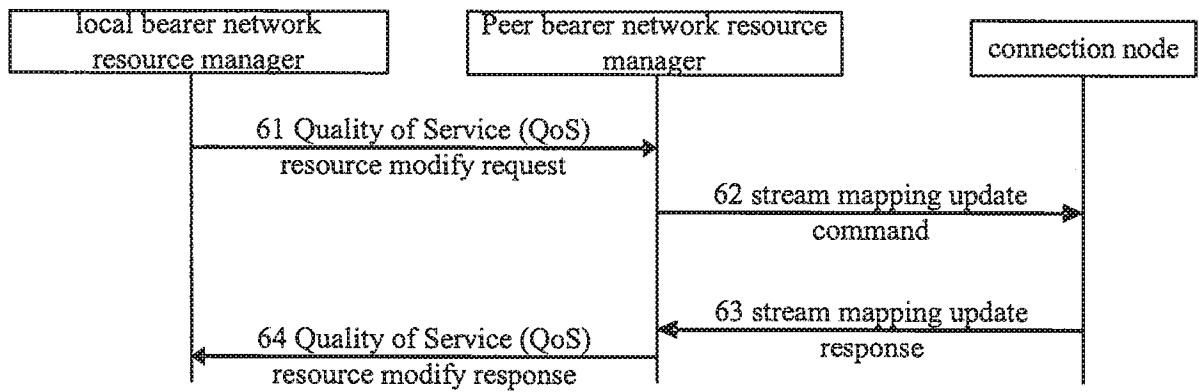 local bearer network
resource manager
Peer bearer network resource
manager
connection node
61 Quality of Service (QoS)
resource modify request
62 stream mapping update
command
63 stream mapping update
response
64 Quality of Service (QoS)
resource modify response